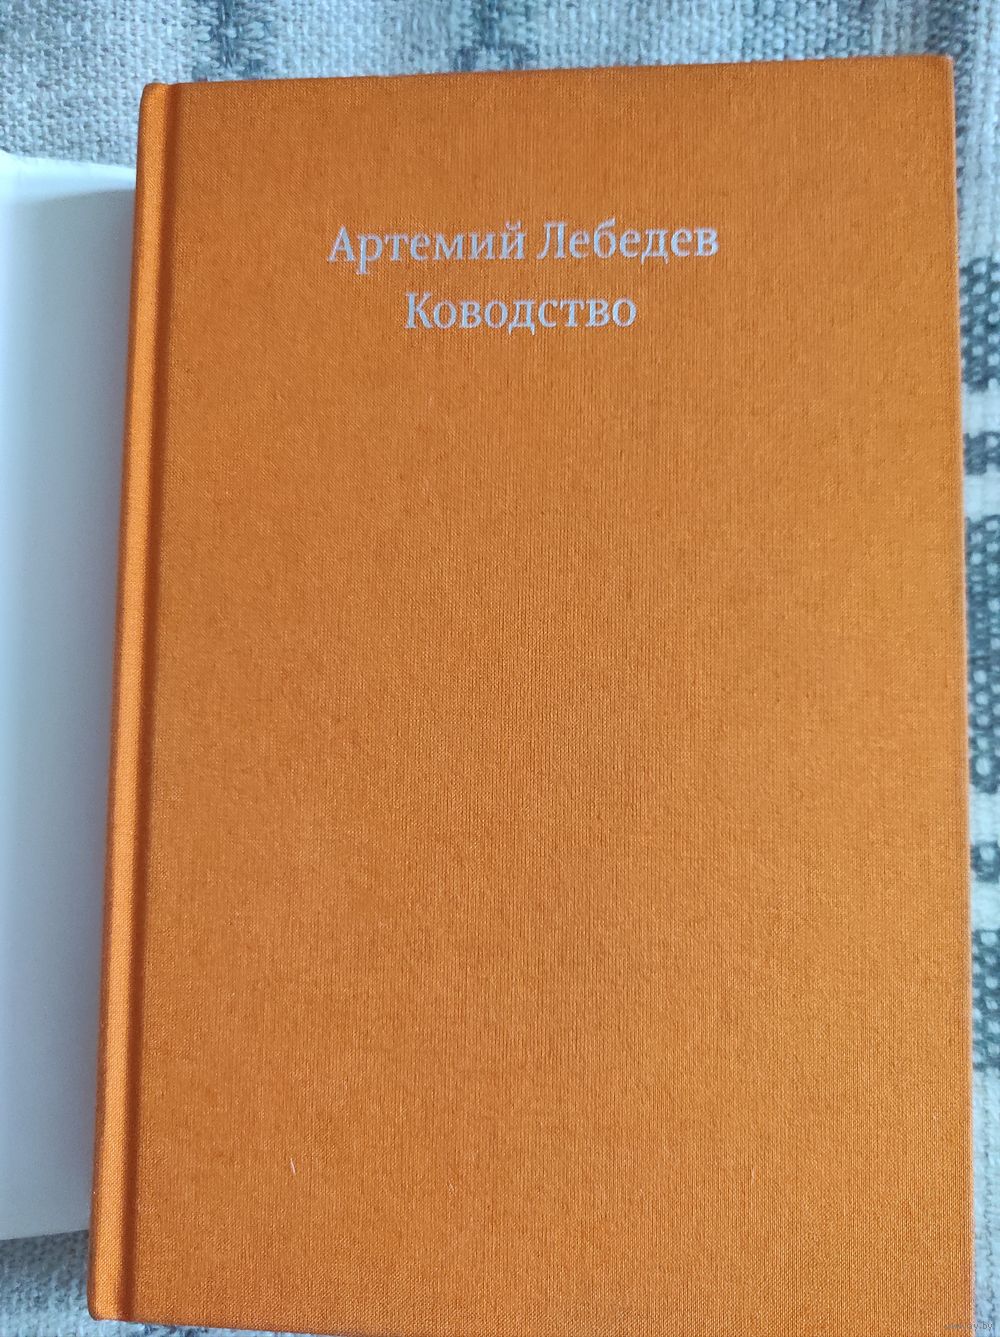 Артемий Лебедев
Ководство